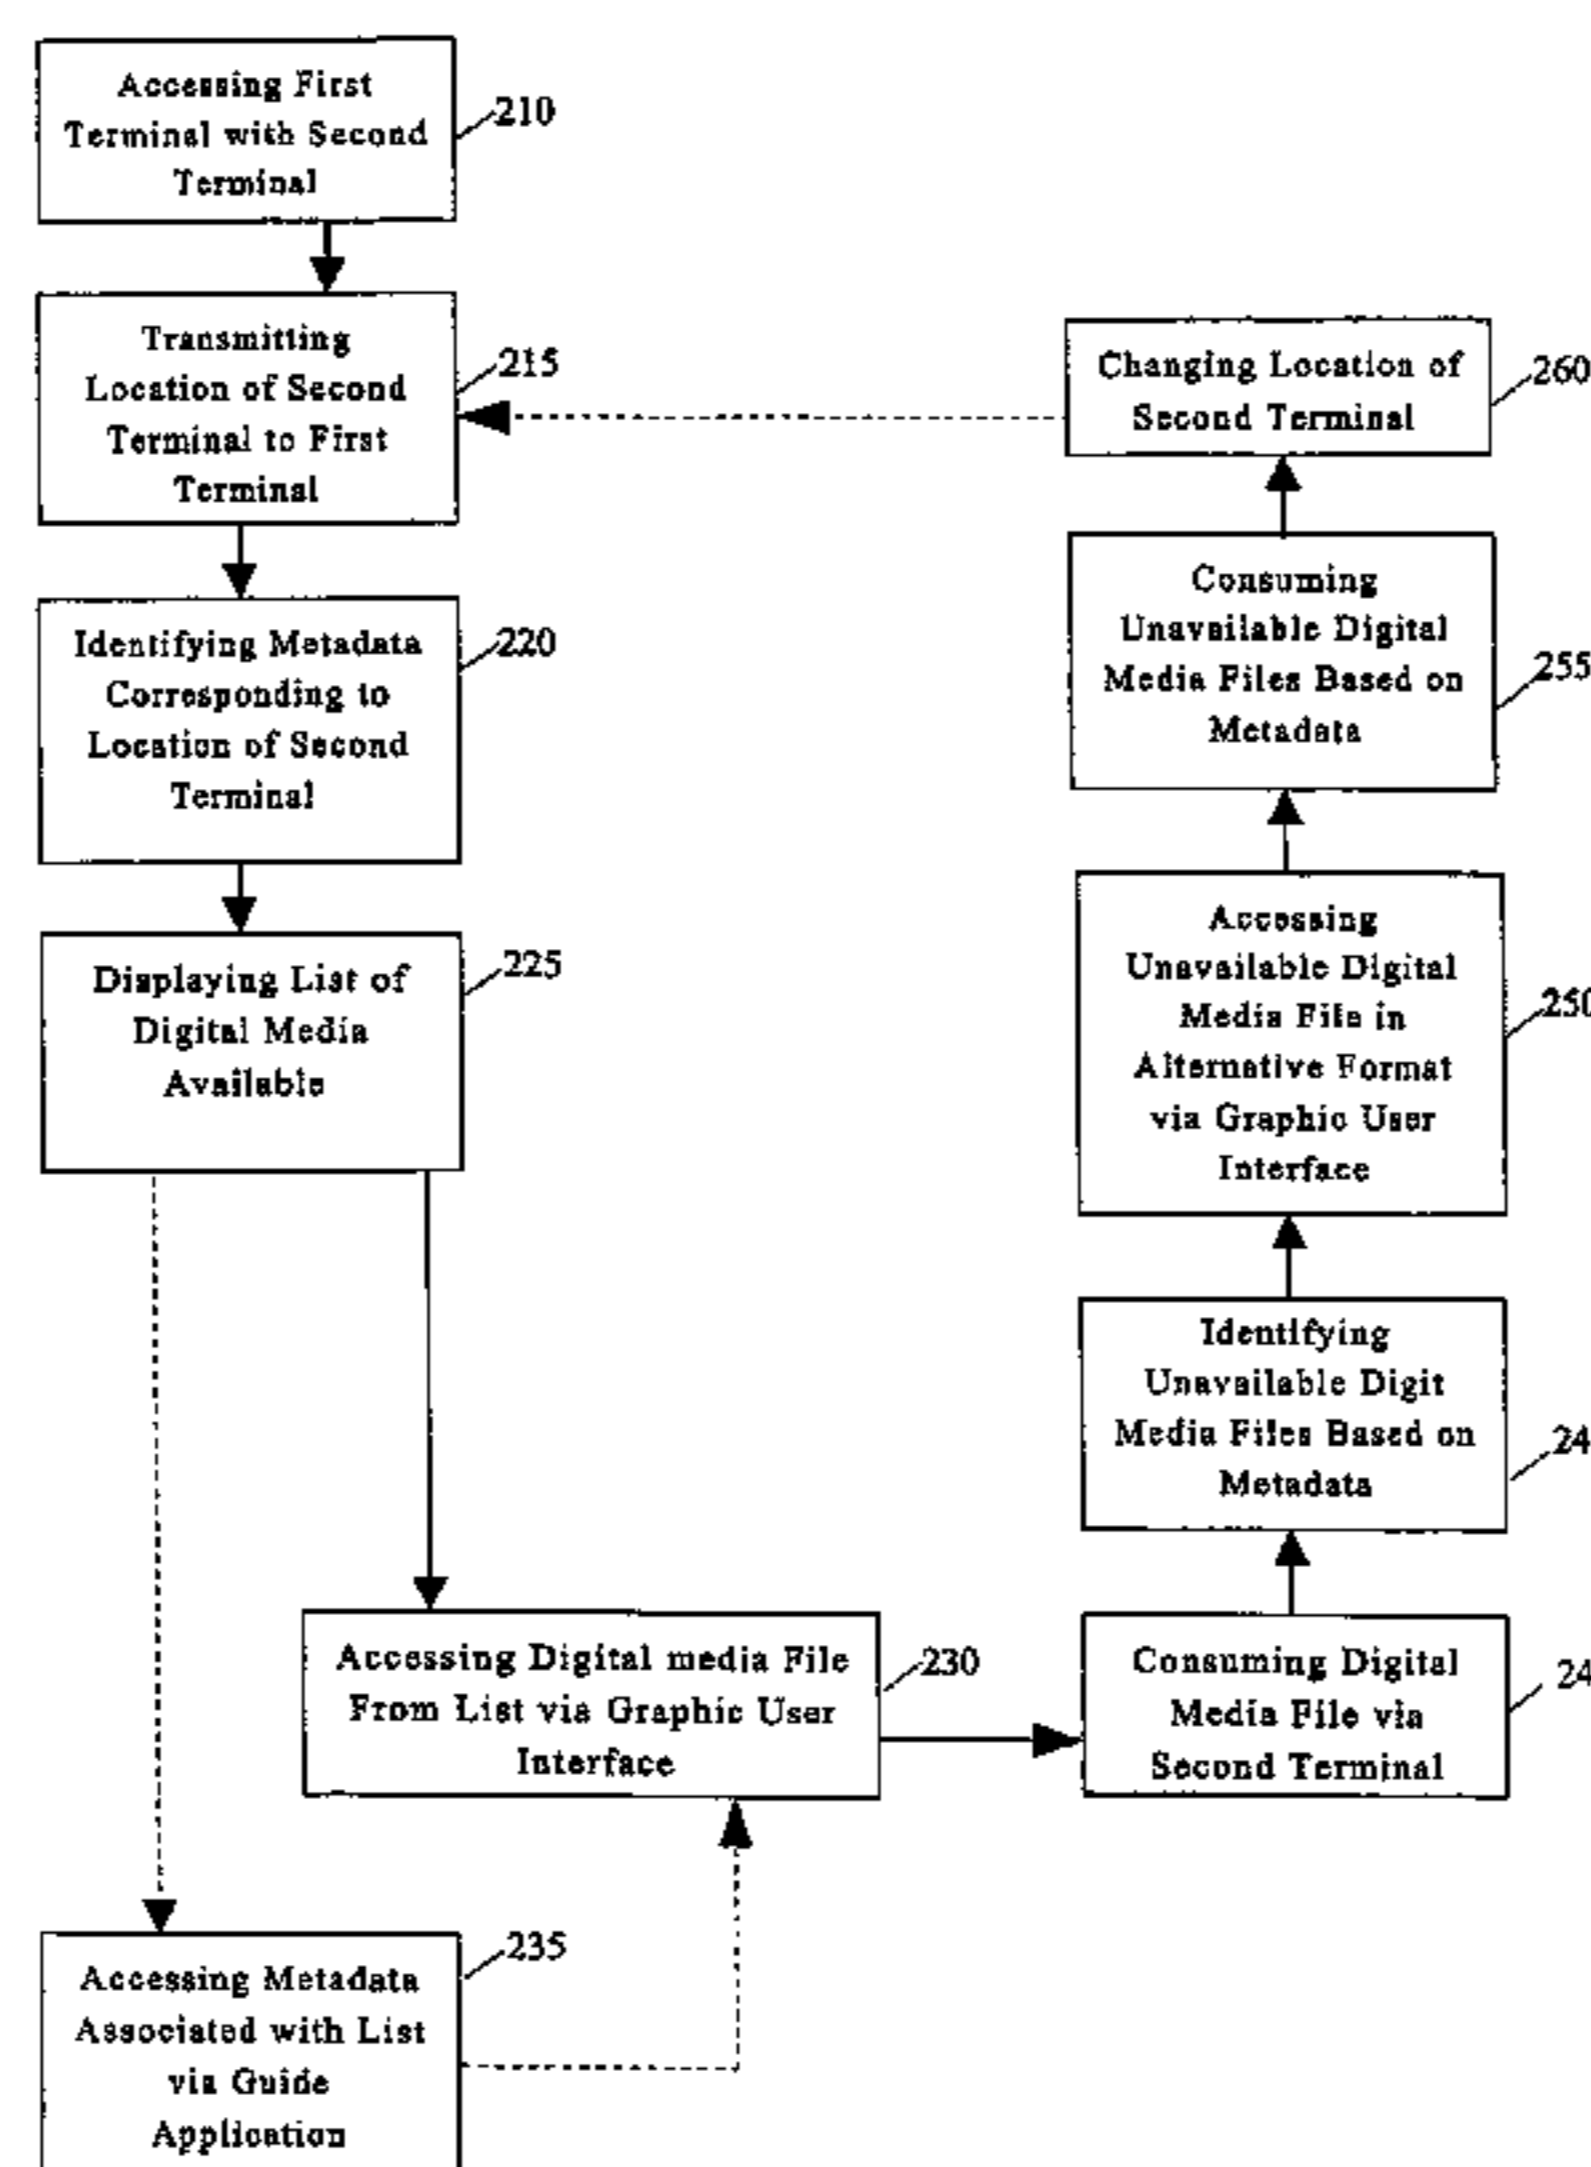 Accessing First
Terminal with Second
Terminal
210
Transmitting
Location of Second
Terminal to First
Terminal
215
Identifying Metadata
Corresponding to
Location of Second
Terminal
220
Displaying List of
Digital Media
Available
225
Accessing Digital media File
From List via Graphic User
Interface
230
Accessing Metadata
Associated with List
via Guide
Application
235
Consuming Digital
Media File via
Second Terminal
24
Identifying
Unavailable Digit
Media Files Based on
Metadata
24
Accessing
Unavailable Digital
Media File in
Alternative Format
via Graphic User
Interface
250
Consuming
Unavailable Digital
Media Files Based on
Metadata
255
Changing Location of
Second Terminal
260